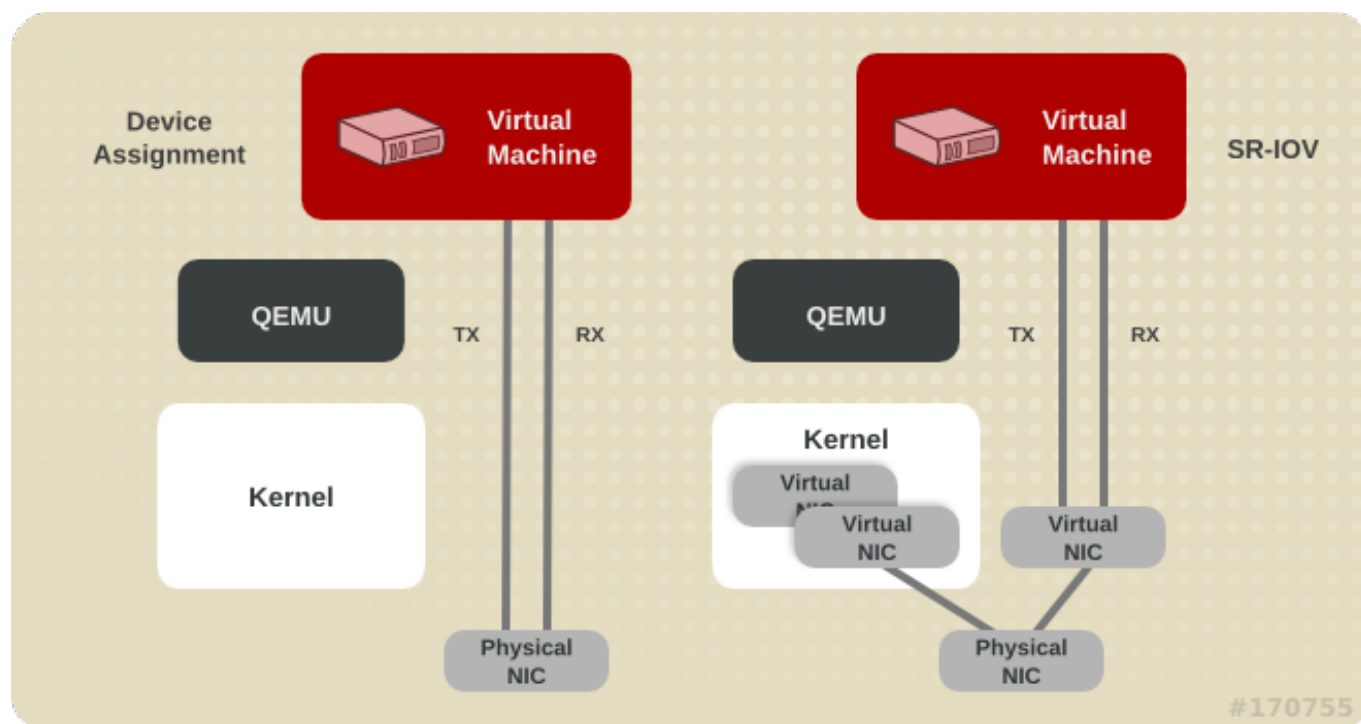 Device
Assignment
Virtual
Machine
QEMU
TX
RX
Kernel
Physical
NIC
Virtual
Machine
SR-IOV
QEMU
TX
RX
Kernel
Virtual
NIC
Virtual
NIC
Virtual
NIC
Physical
NIC
#170755